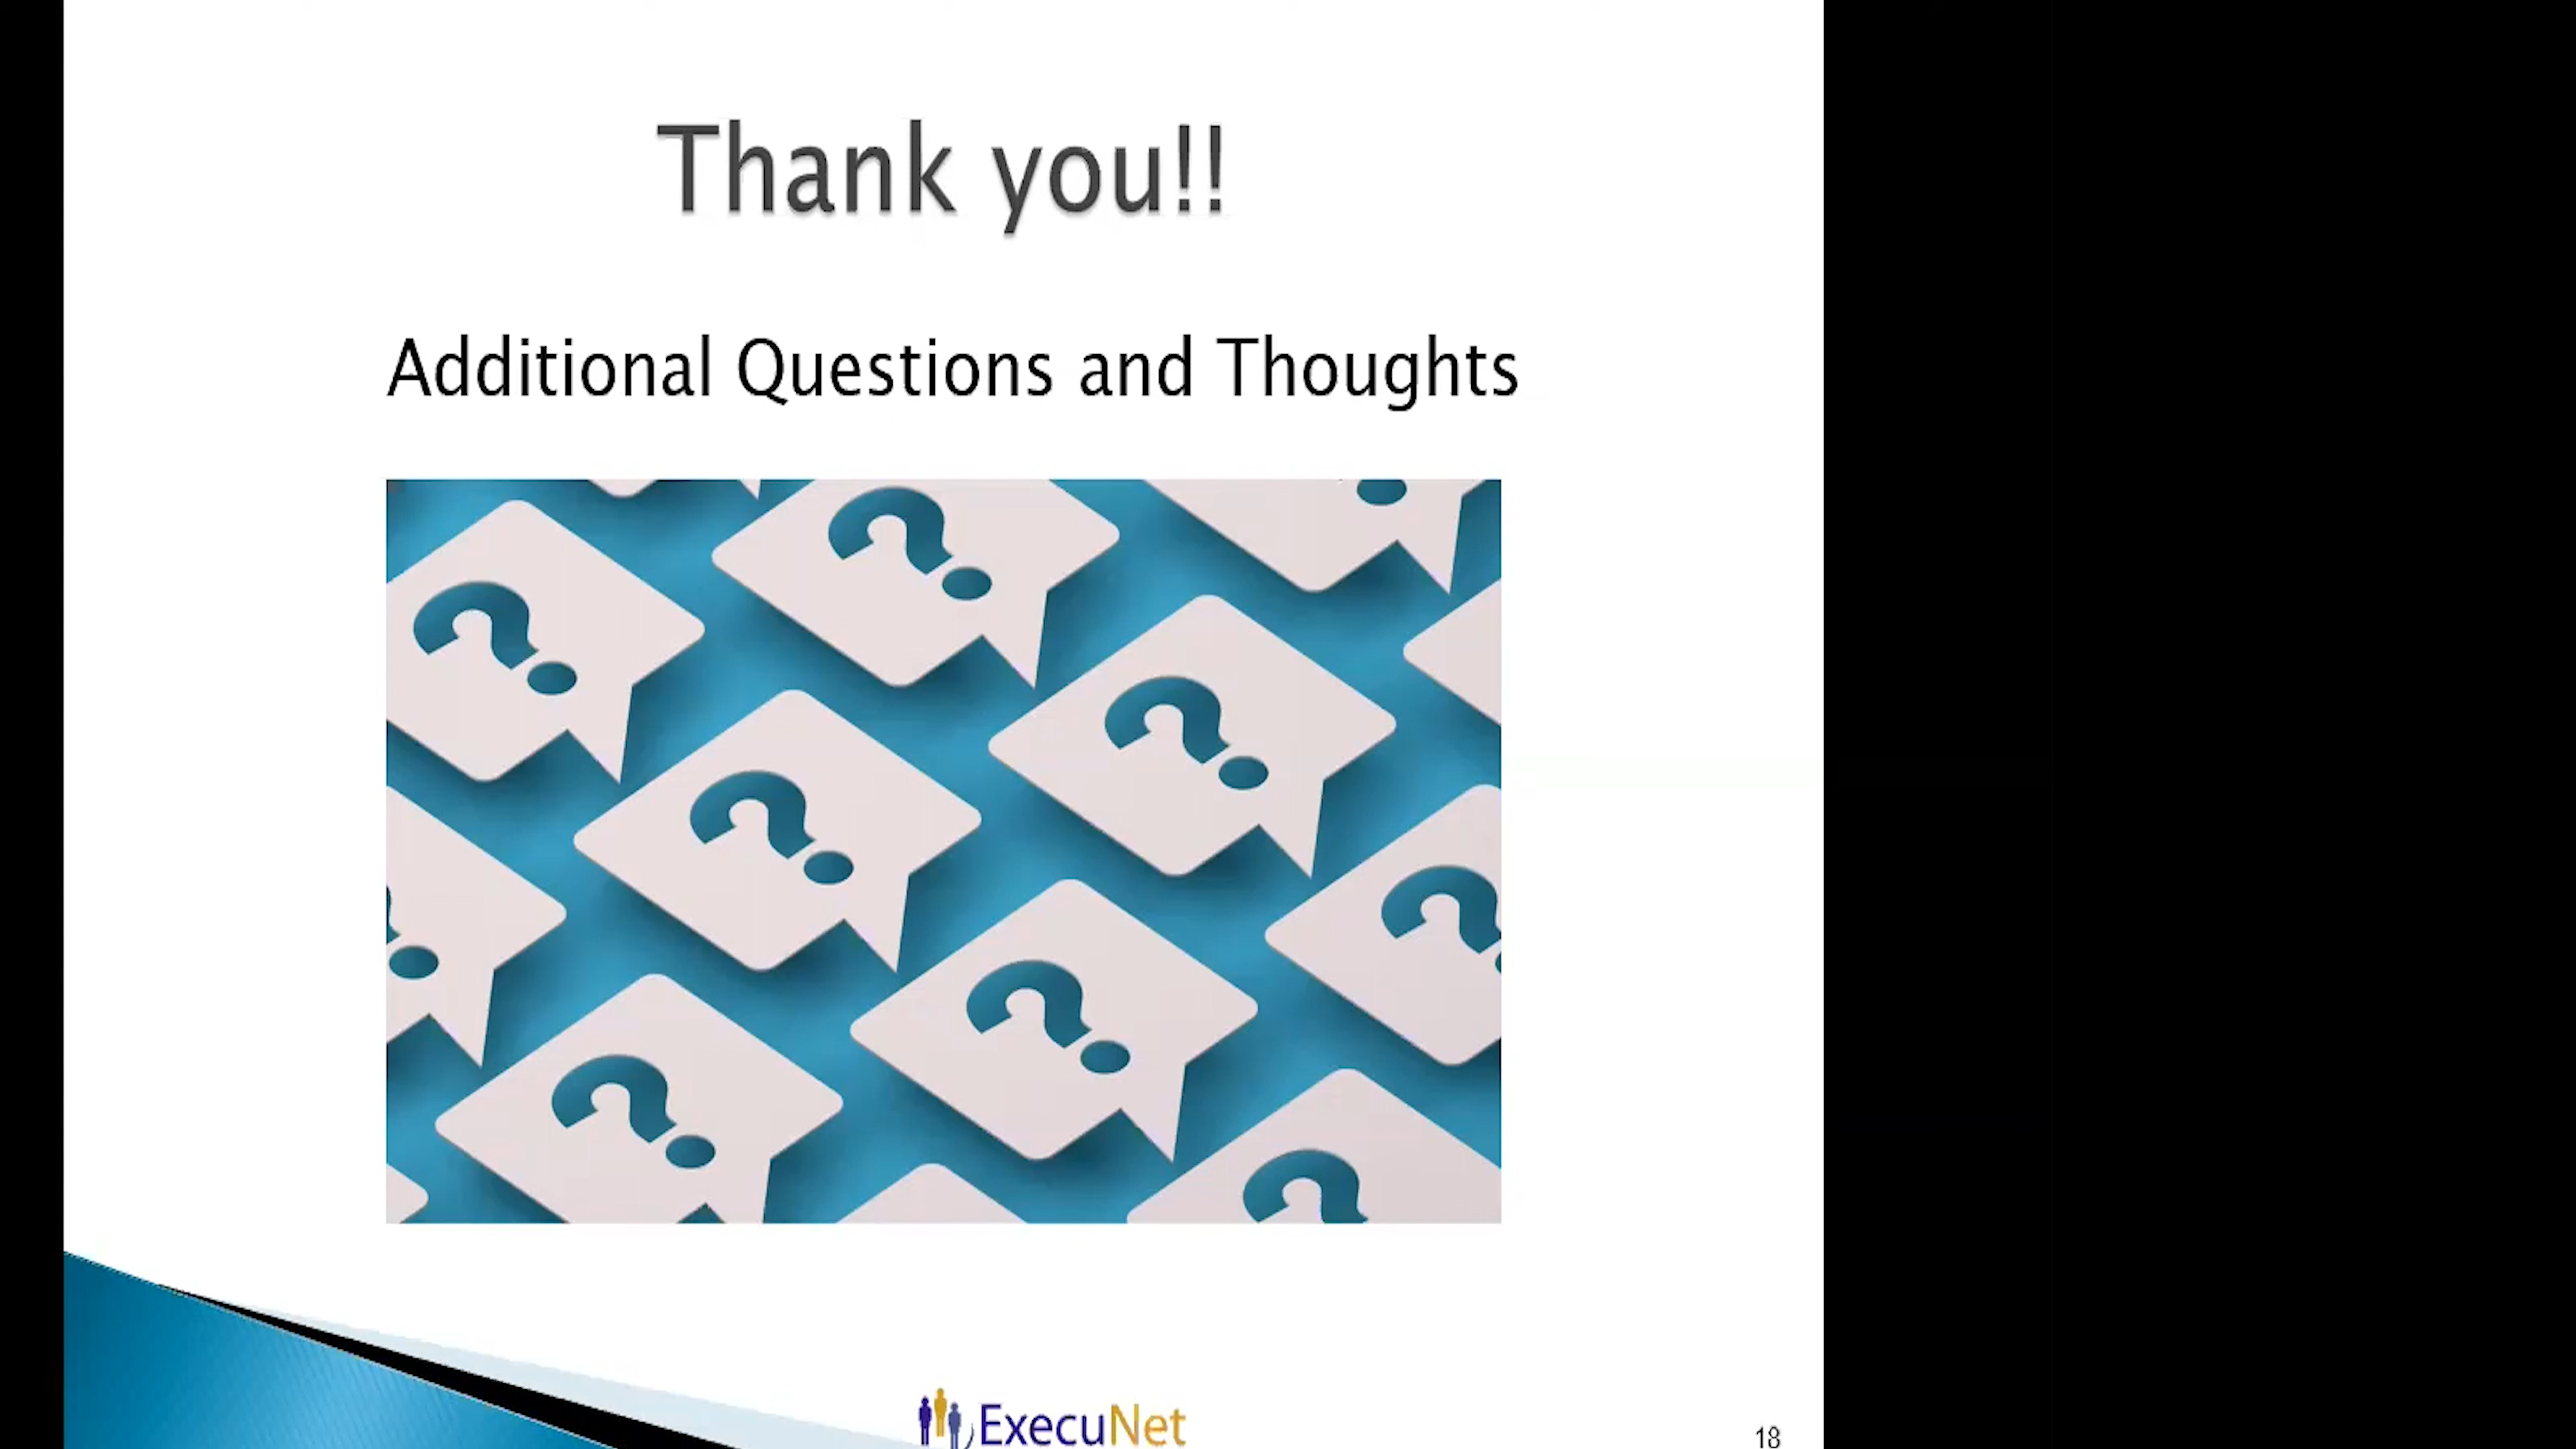 Thank you!!
Additional Questions and Thoughts
? ?
? ?
? ?
? ?
ExecuNet
18